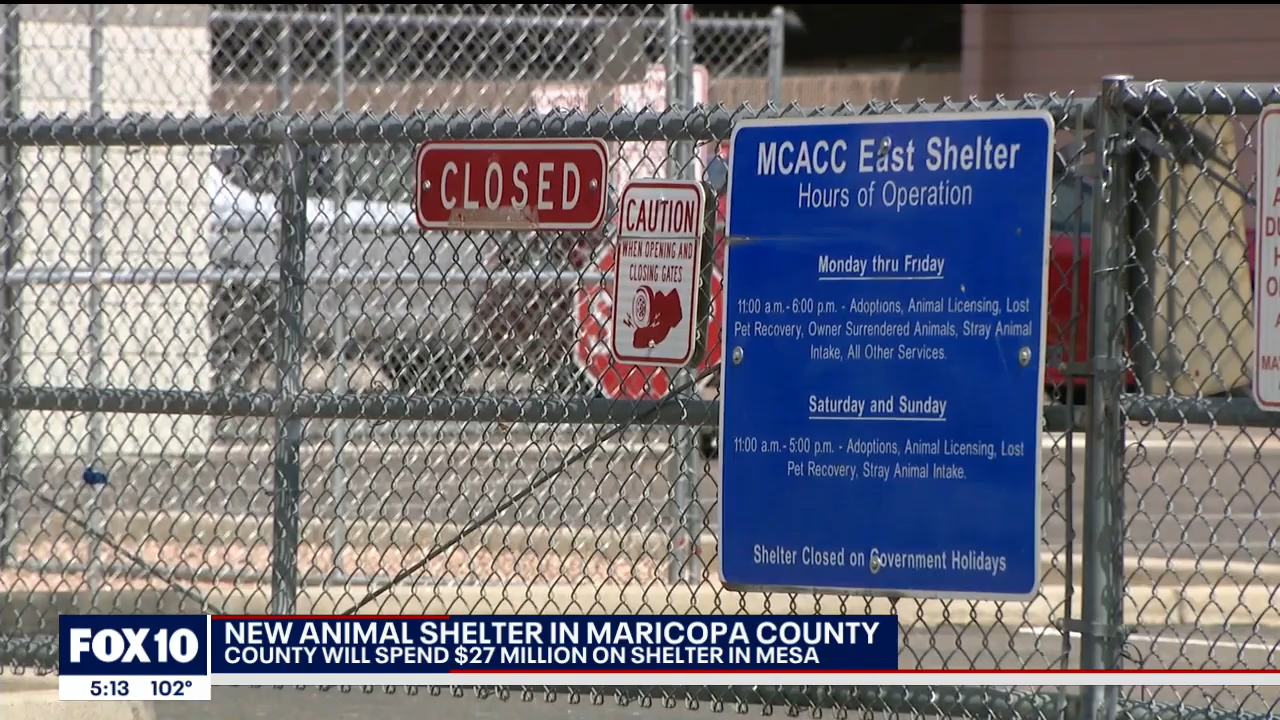 CLOSED
CAUTION
WHEN OPENING AND
CLOSING GATES
MCACC East Shelter
Hours of Operation
Monday thru Friday
11:00 a.m.-6:00 p.m. - Adoptions, Animal Licensing, Lost
Pet Recovery, Owner Surrendered Animals, Stray Animal
Intake, All Other Services.
Saturday and Sunday
11:00 a.m.-5:00 p.m. - Adoptions, Animal Licensing, Lost
Pet Recovery, Stray Animal Intake.
Shelter Closed on Government Holidays
FOX 10
5:13 102°
NEW ANIMAL SHELTER IN MARICOPA COUNTY
COUNTY WILL SPEND $27 MILLION ON SHELTER IN MESA